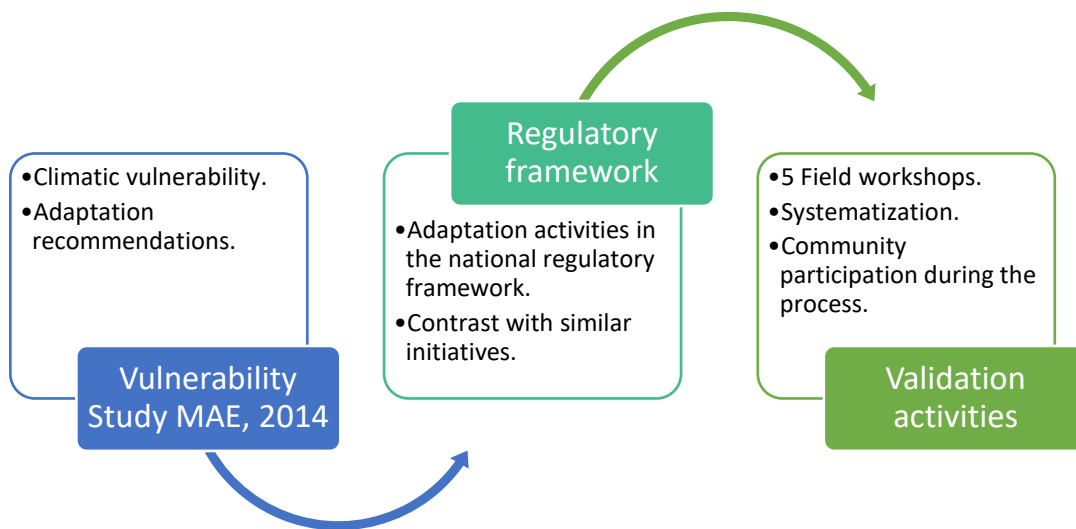 •Climatic vulnerability.
•Adaptation
recommendations.
Vulnerability
Study MAE, 2014
Regulatory
framework
•Adaptation activities in
the national regulatory
framework.
•Contrast with similar
initiatives.
•5 Field workshops.
•Systematization.
•Community
participation during the
process.
Validation
activities